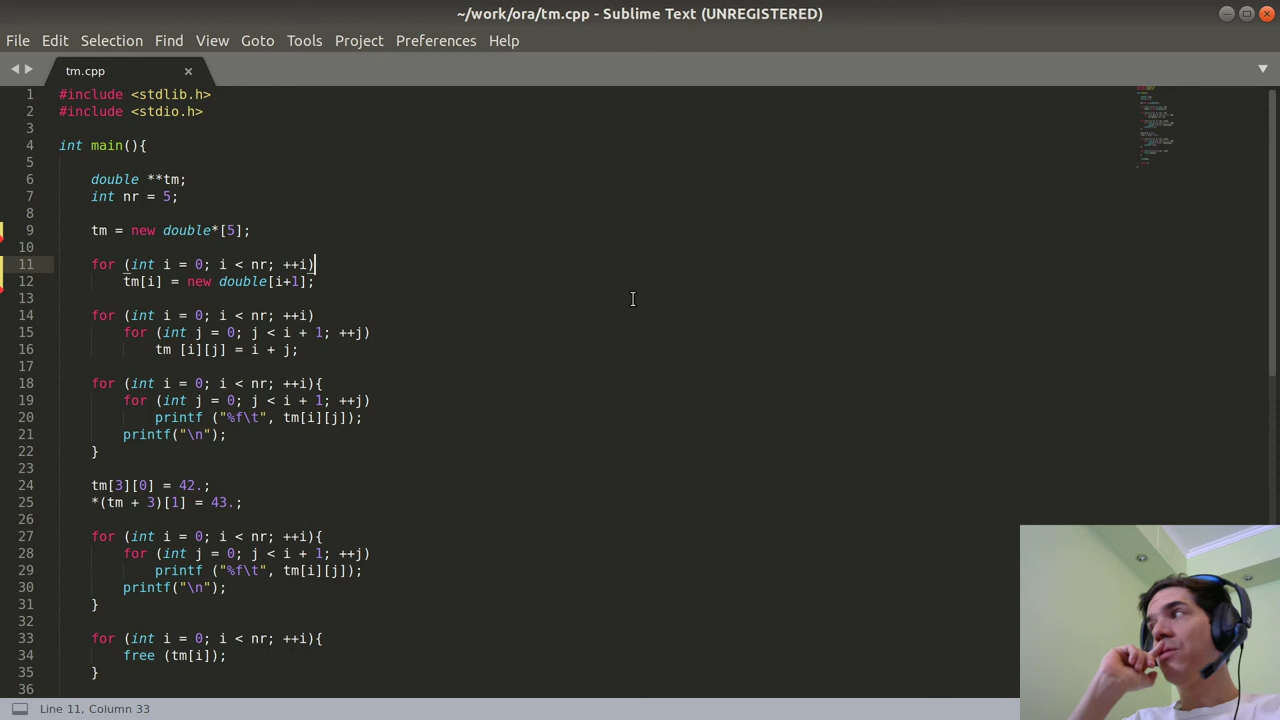 ~/work/ora/tm.cpp - Sublime Text (UNREGISTERED)
File Edit Selection Find View Goto Tools Project Preferences Help
tm.cpp
1 #include <stdlib.h>
2 #include <stdio.h>
3
4 int main(){
5
6 double **tm;
7 int nr = 5;
8
9 tm = new double*[5];
10
11 for (int i = 0; i < nr; ++i)
12 tm[i] = new double[i+1];
13
14 for (int i = 0; i < nr; ++i)
15 for (int j = 0; j < i + 1; ++j)
16 tm [i][j] = i + j;
17
18 for (int i = 0; i < nr; ++i){
19 for (int j = 0; j < i + 1; ++j)
20 printf ("%f\t", tm[i][j]);
21 printf("\n");
22 }
23
24 tm[3][0] = 42.;
25 *(tm + 3)[1] = 43.;
26
27 for (int i = 0; i < nr; ++i){
28 for (int j = 0; j < i + 1; ++j)
29 printf ("%f\t", tm[i][j]);
30 printf("\n");
31 }
32
33 for (int i = 0; i < nr; ++i){
34 free (tm[i]);
35 }
36
Line 11, Column 33